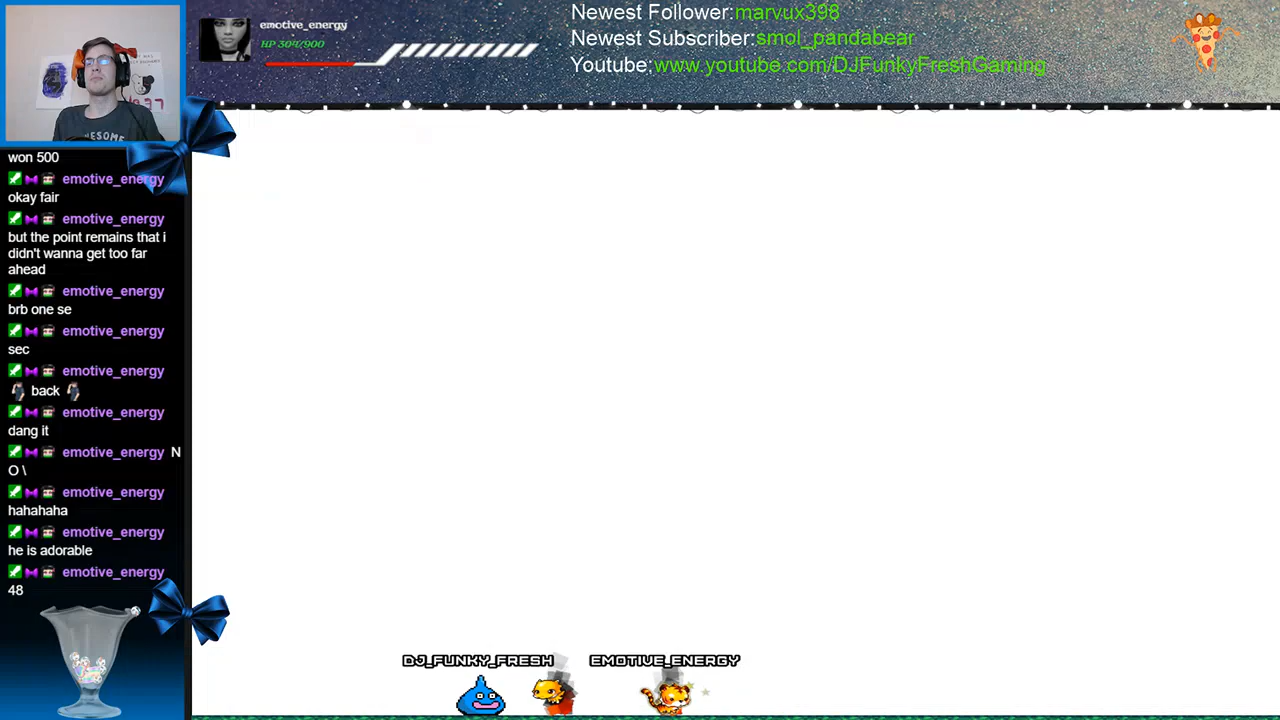 emotive_energy
HP 304/900
Newest Follower:marvux398
Newest Subscriber:smol_pandabear
Youtube:www.youtube.com/DJFunkyFreshGaming
won 500
emotive_energy
okay fair
emotive_energy
but the point remains that i
didn't wanna get too far
ahead
emotive_energy
brb one se
emotive_energy
sec
emotive_energy
back
emotive_energy
dang it
emotive_energy N
O \
emotive_energy
hahahaha
emotive_energy
he is adorable
emotive_energy
48
DJ_FUNKY_FRESH
EMOTIVE_ENERGY